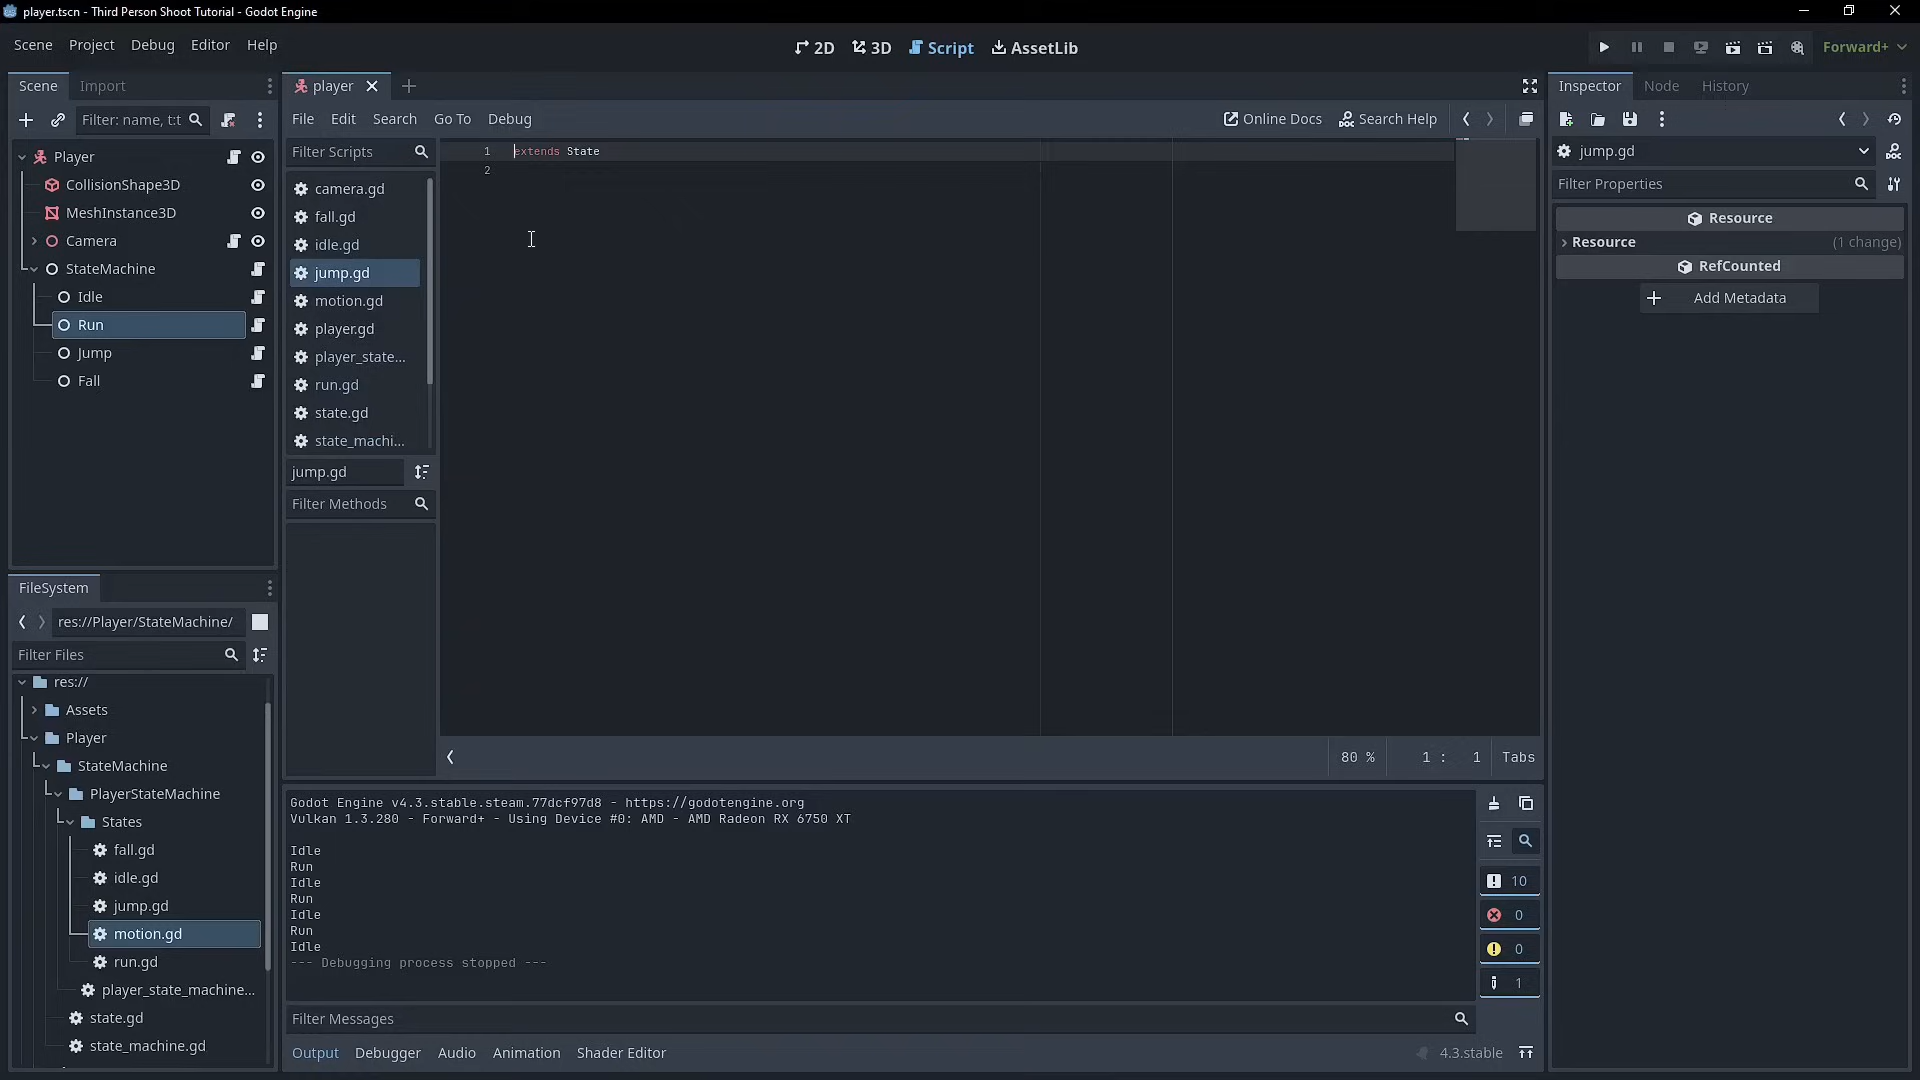 player.tscn - Third Person Shoot Tutorial - Godot Engine
Scene Project Debug Editor Help
2D 3D Script AssetLib
Forward+
Scene Import
Filter: name, t:t
Player
CollisionShape3D
MeshInstance3D
Camera
StateMachine
Idle
Run
Jump
Fall
FileSystem
res://Player/StateMachine/
Filter Files
res://
Assets
Player
StateMachine
PlayerStateMachine
States
fall.gd
idle.gd
jump.gd
motion.gd
run.gd
player_state_machine...
state.gd
state_machine.gd
player
File Edit Search Go To Debug
Online Docs Search Help
Filter Scripts
camera.gd
fall.gd
idle.gd
jump.gd
motion.gd
player.gd
player_state...
run.gd
state.gd
state_machi...
jump.gd
Filter Methods
1 extends State
2
80 % 1 : 1 Tabs
Godot Engine v4.3.stable.steam.77dcf97d8 - https://godotengine.org
Vulkan 1.3.280 - Forward+ - Using Device #0: AMD - AMD Radeon RX 6750 XT
Idle
Run
Idle
Run
Idle
Run
Idle
--- Debugging process stopped ---
10
0
0
1
Filter Messages
Output Debugger Audio Animation Shader Editor
4.3.stable
Inspector Node History
jump.gd
Filter Properties
Resource
Resource (1 change)
RefCounted
Add Metadata